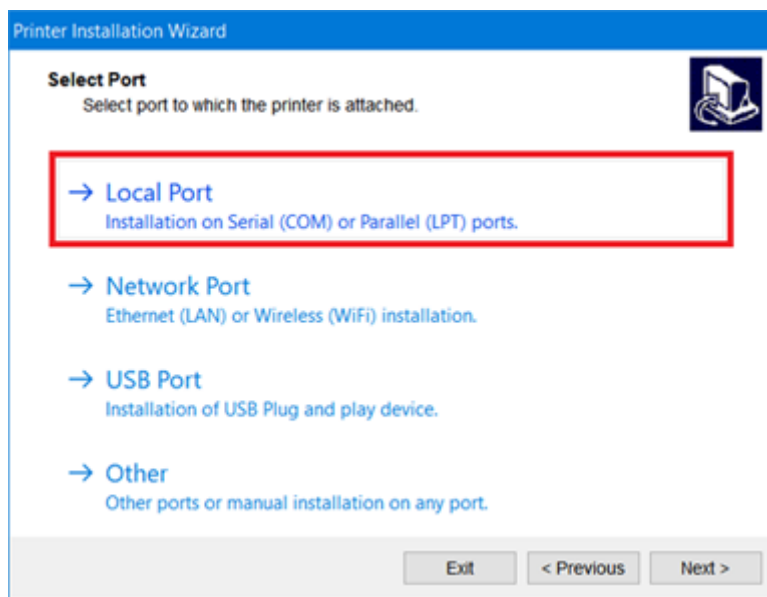 Printer Installation Wizard
Select Port
Select port to which the printer is attached.
→ Local Port
Installation on Serial (COM) or Parallel (LPT) ports.
→ Network Port
Ethernet (LAN) or Wireless (WiFi) installation.
→ USB Port
Installation of USB Plug and play device.
→ Other
Other ports or manual installation on any port.
Exit < Previous Next >